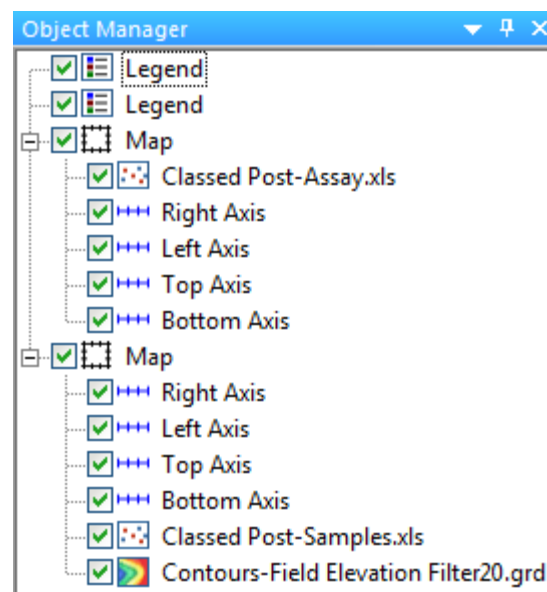 Object Manager
Legend
Legend
Map
Classed Post-Assay.xls
Right Axis
Left Axis
Top Axis
Bottom Axis
Map
Right Axis
Left Axis
Top Axis
Bottom Axis
Classed Post-Samples.xls
Contours-Field Elevation Filter20.grd